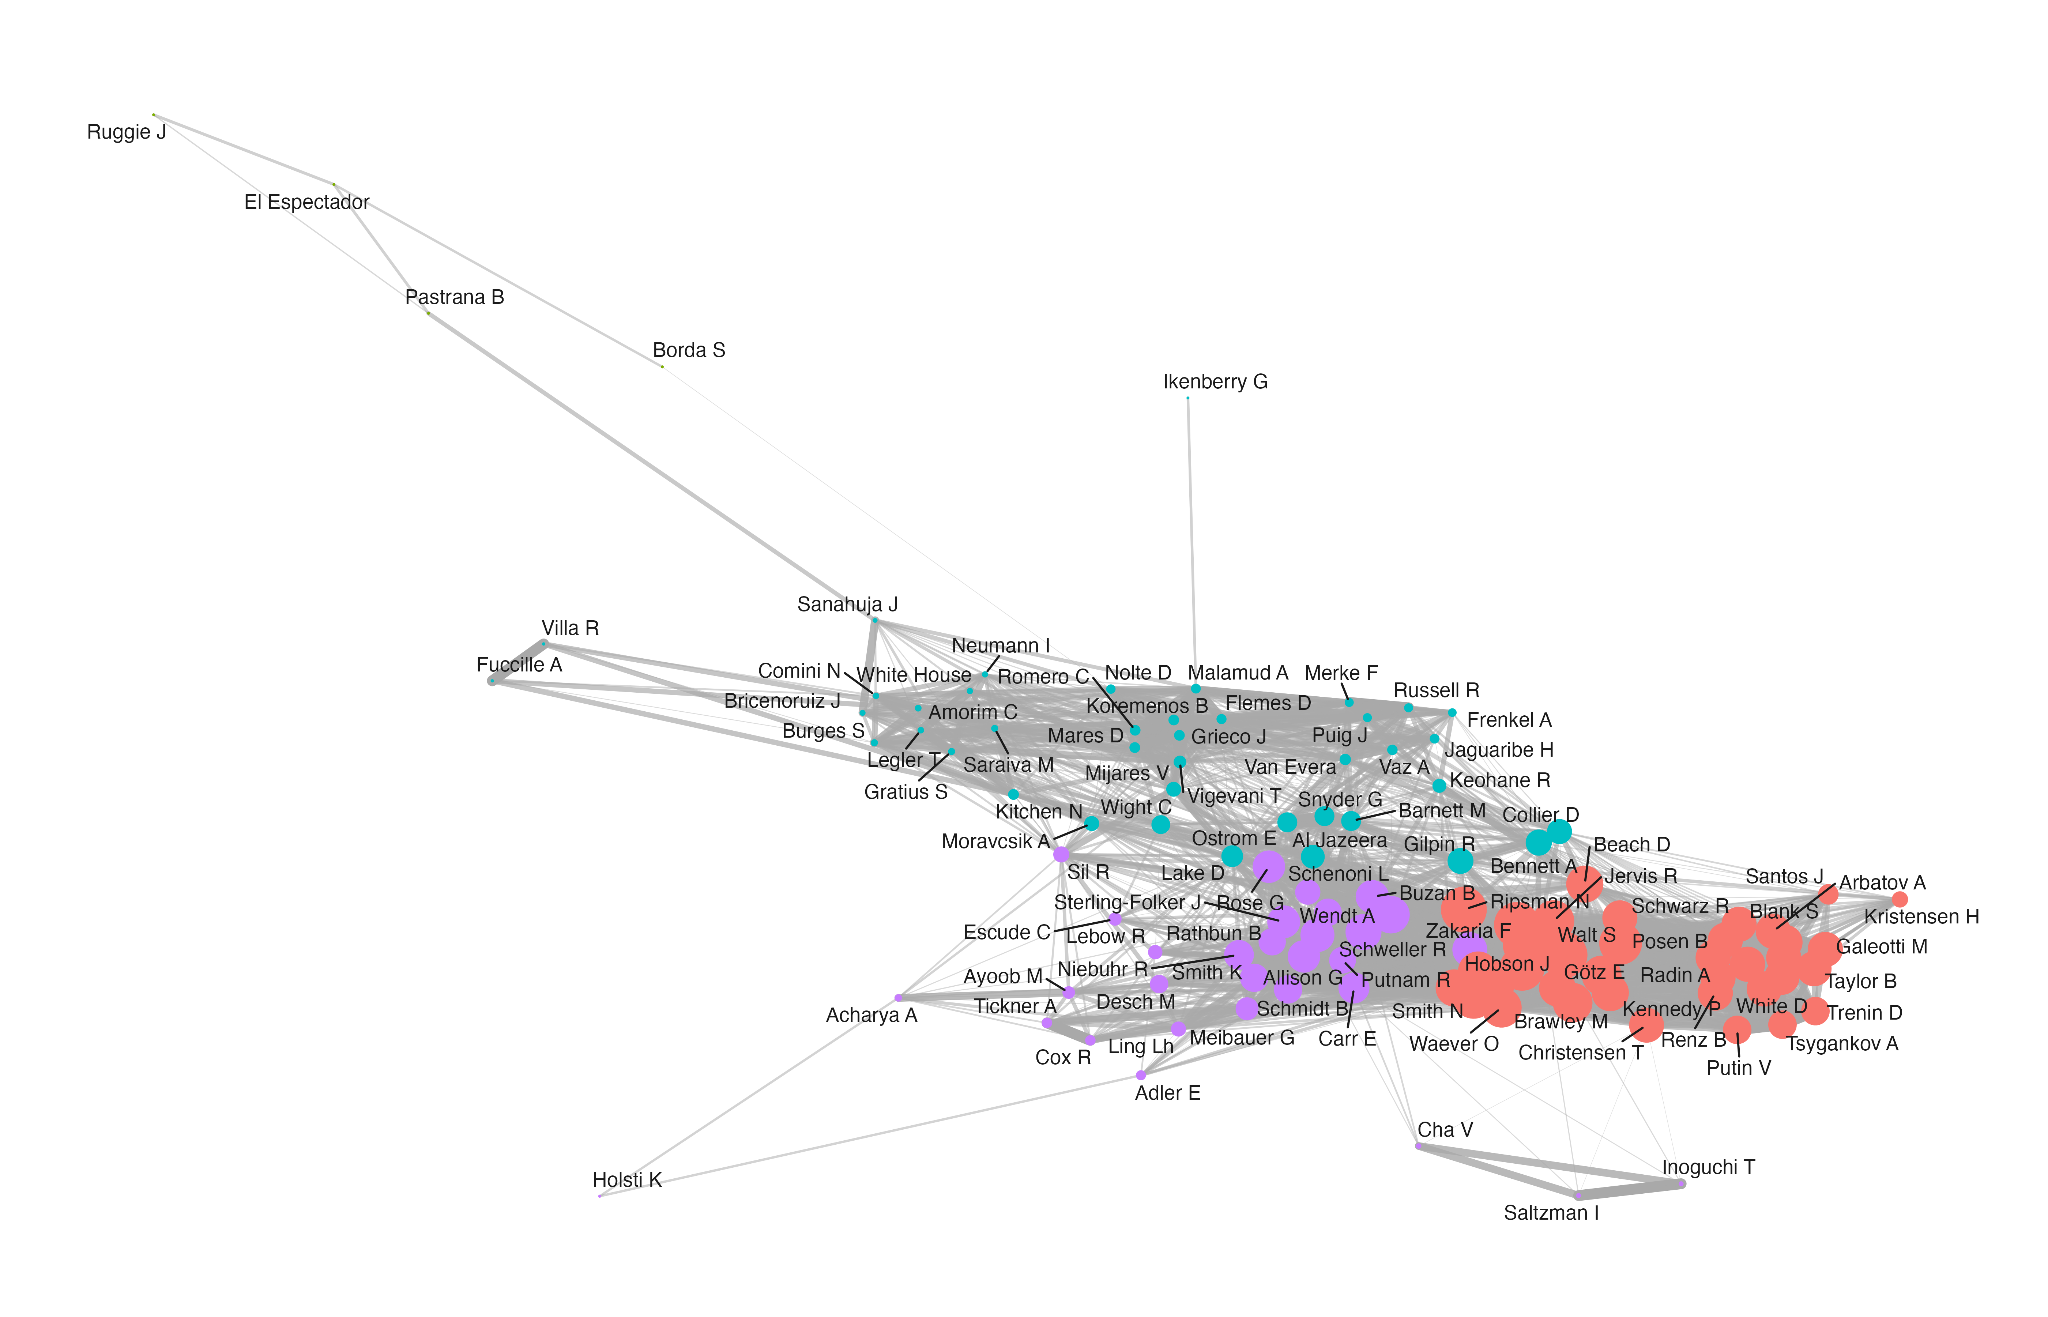 Ruggie J
El Espectador
Pastrana B
Borda S
Ikenberry G
Sanahuja J
Villa R
Fuccille A
Neumann I
Comini N
White House
Romero C
Nolte D
Malamud A
Merke F
Russell R
Bricenoruiz J
Amorim C
Koremenos B
Flemes D
Frenkel A
Burges S
Mares D
Grieco J
Puig J
Jaguaribe H
Legler T
Saraiva M
Mijares V
Van Evera
Vaz A
Keohane R
Gratius S
Vigevani T
Snyder G
Kitchen N
Wight C
Barnett M
Collier D
Moravcsik A
Ostrom E
Al Jazeera
Gilpin R
Beach D
Sil R
Lake D
Schenoni L
Bennett A
Jervis R
Santos J
Arbatov A
Sterling-Folker J
Rose G
Buzan B
Ripsman N
Schwarz R
Blank S
Kristensen H
Wendt A
Escude C
Lebow R
Rathbun B
Zakaria F
Walt S
Posen B
Galeotti M
Schweller R
Ayoob M
Niebuhr R
Smith K
Allison G
Putnam R
Hobson J
Götz E
Radin A
Taylor B
Acharya A
Tickner A
Desch M
Schmidt B
Smith N
Brawley M
Kennedy P
White D
Trenin D
Cox R
Ling Lh
Meibauer G
Carr E
Waever O
Christensen T
Renz B
Tsygankov A
Putin V
Adler E
Cha V
Inoguchi T
Holsti K
Saltzman I